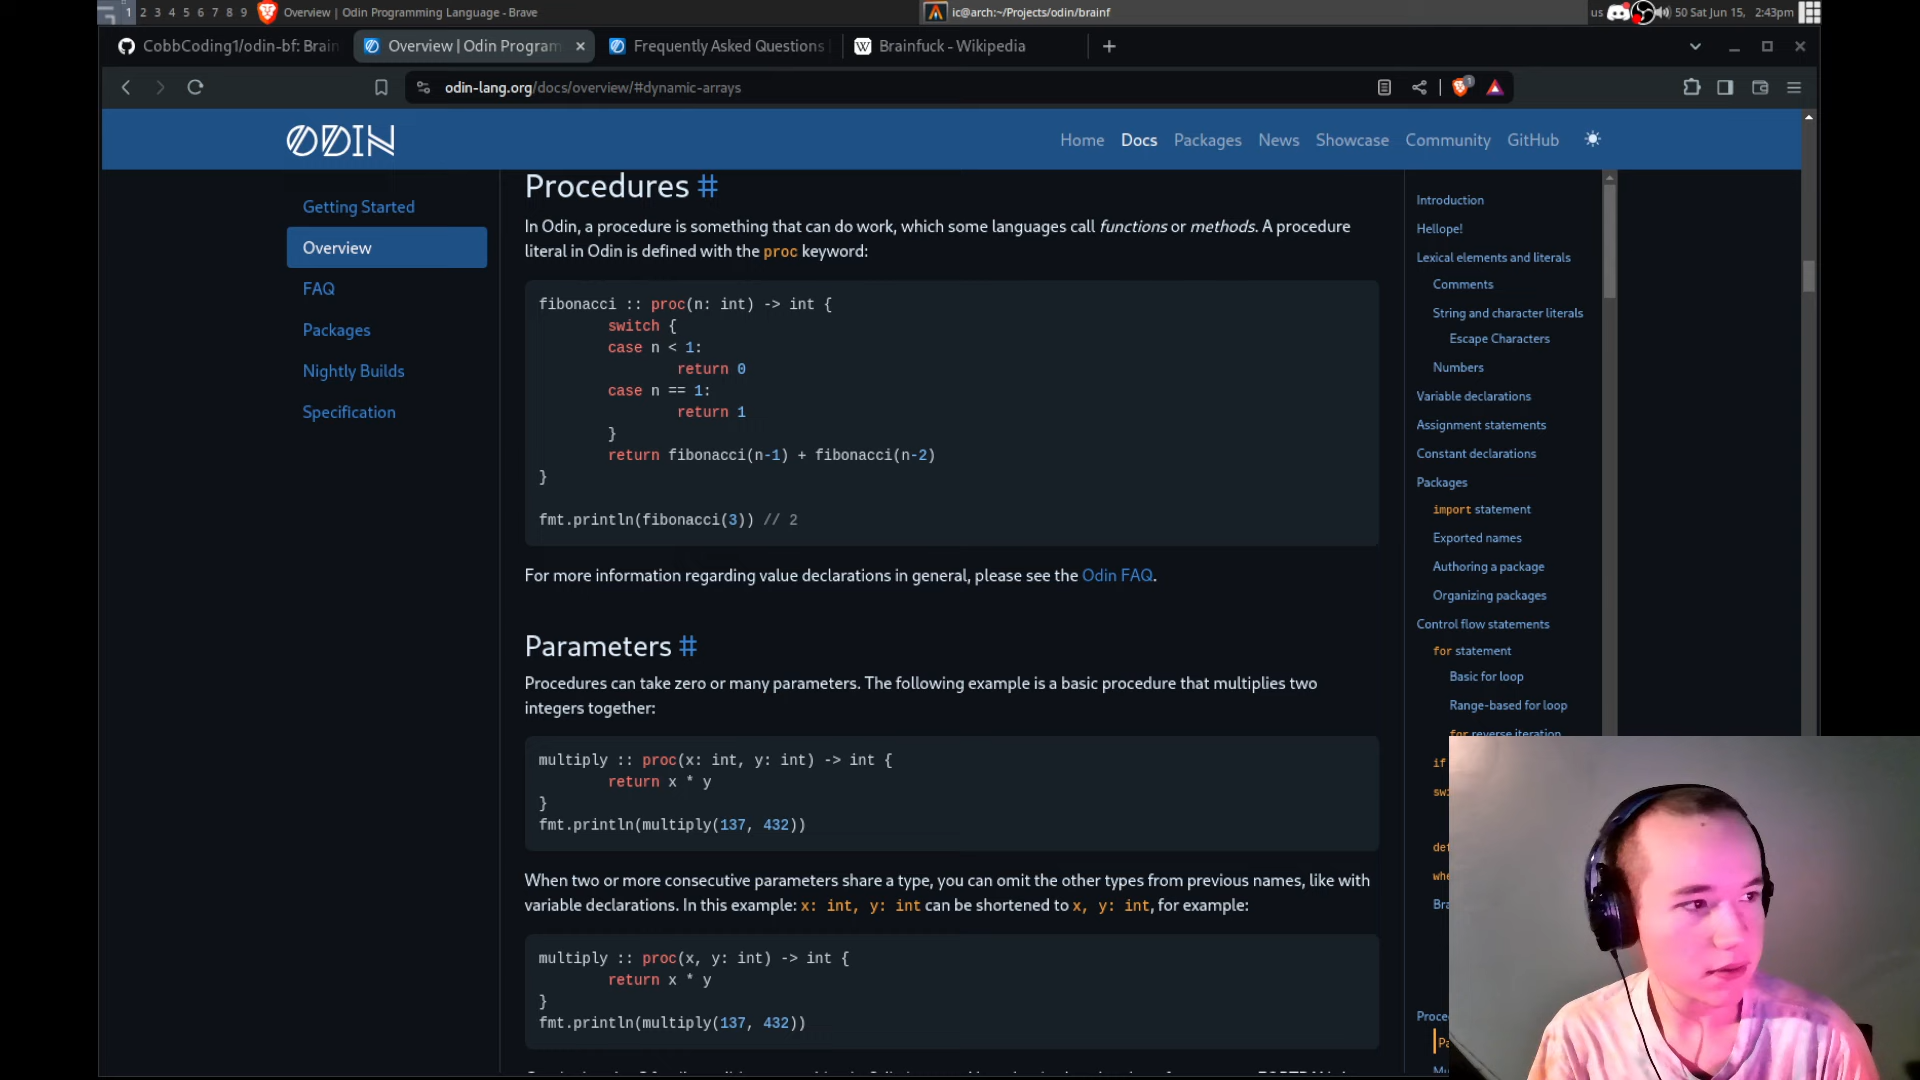 1 2 3 4 5 6 7 8 9 Overview | Odin Programming Language - Brave
ic@arch:~/Projects/odin/brainf
us 50 Sat Jun 15, 2:43pm
CobbCoding1/odin-bf: Brain
Overview | Odin Program
Frequently Asked Questions
Brainfuck - Wikipedia
odin-lang.org/docs/overview/#dynamic-arrays
1
ODIN
Home Docs Packages News Showcase Community GitHub
Getting Started
Overview
FAQ
Packages
Nightly Builds
Specification
Procedures #
In Odin, a procedure is something that can do work, which some languages call functions or methods. A procedure
literal in Odin is defined with the proc keyword:
fibonacci :: proc(n: int) -> int {
switch {
case n < 1:
return 0
case n == 1:
return 1
}
return fibonacci(n-1) + fibonacci(n-2)
}
fmt.println(fibonacci(3)) // 2
For more information regarding value declarations in general, please see the Odin FAQ.
Parameters #
Procedures can take zero or many parameters. The following example is a basic procedure that multiplies two
integers together:
multiply :: proc(x: int, y: int) -> int {
return x * y
}
fmt.println(multiply(137, 432))
When two or more consecutive parameters share a type, you can omit the other types from previous names, like with
variable declarations. In this example: x: int, y: int can be shortened to x, y: int, for example:
multiply :: proc(x, y: int) -> int {
return x * y
}
fmt.println(multiply(137, 432))
Introduction
Hellope!
Lexical elements and literals
Comments
String and character literals
Escape Characters
Numbers
Variable declarations
Assignment statements
Constant declarations
Packages
import statement
Exported names
Authoring a package
Organizing packages
Control flow statements
for statement
Basic for loop
Range-based for loop
for reverse iteration
if
swi
def
whe
Bra
Proce
Pa